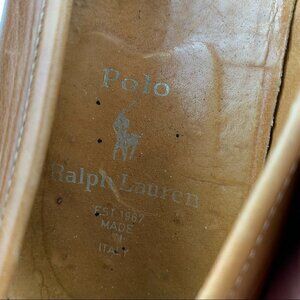 Polo
Ralph Lauren
EST. 1967
MADE
IN
ITALY